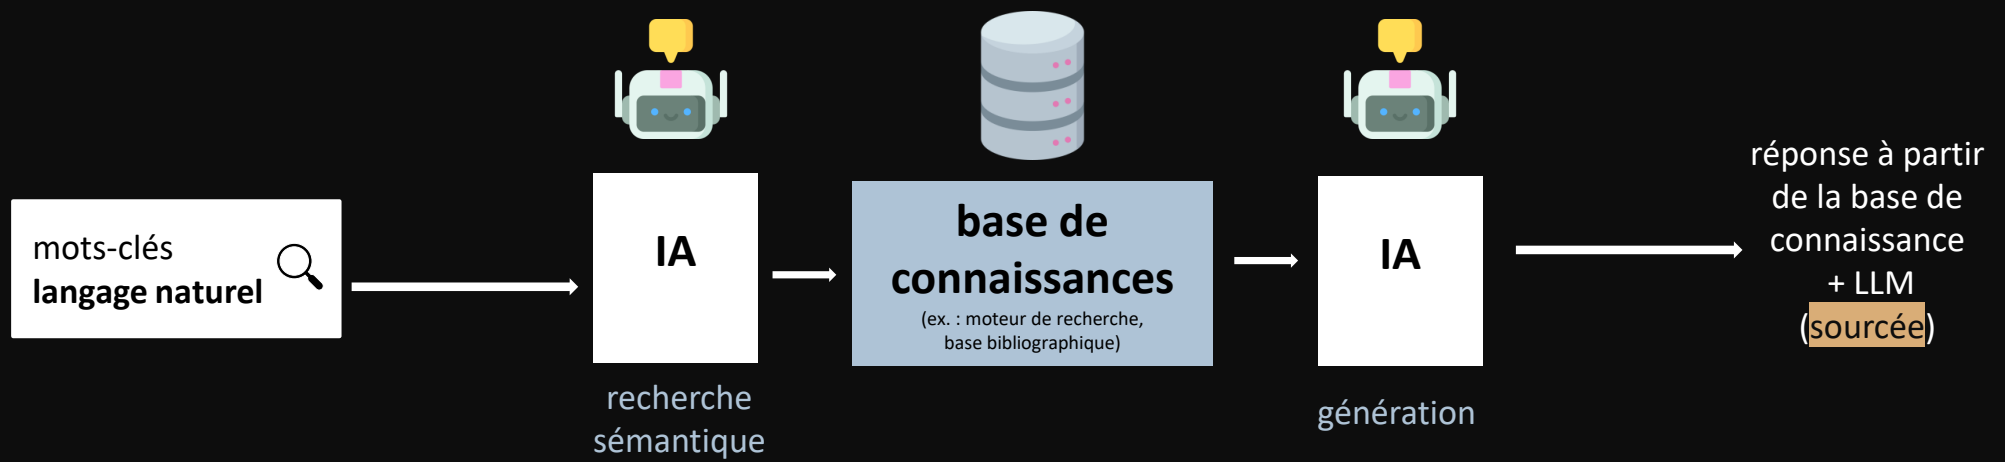 mots-clés
langage naturel
IA
recherche
sémantique
base de
connaissances
(ex. : moteur de recherche,
base bibliographique)
IA
génération
réponse à partir
de la base de
connaissance
+ LLM
(sourcée)